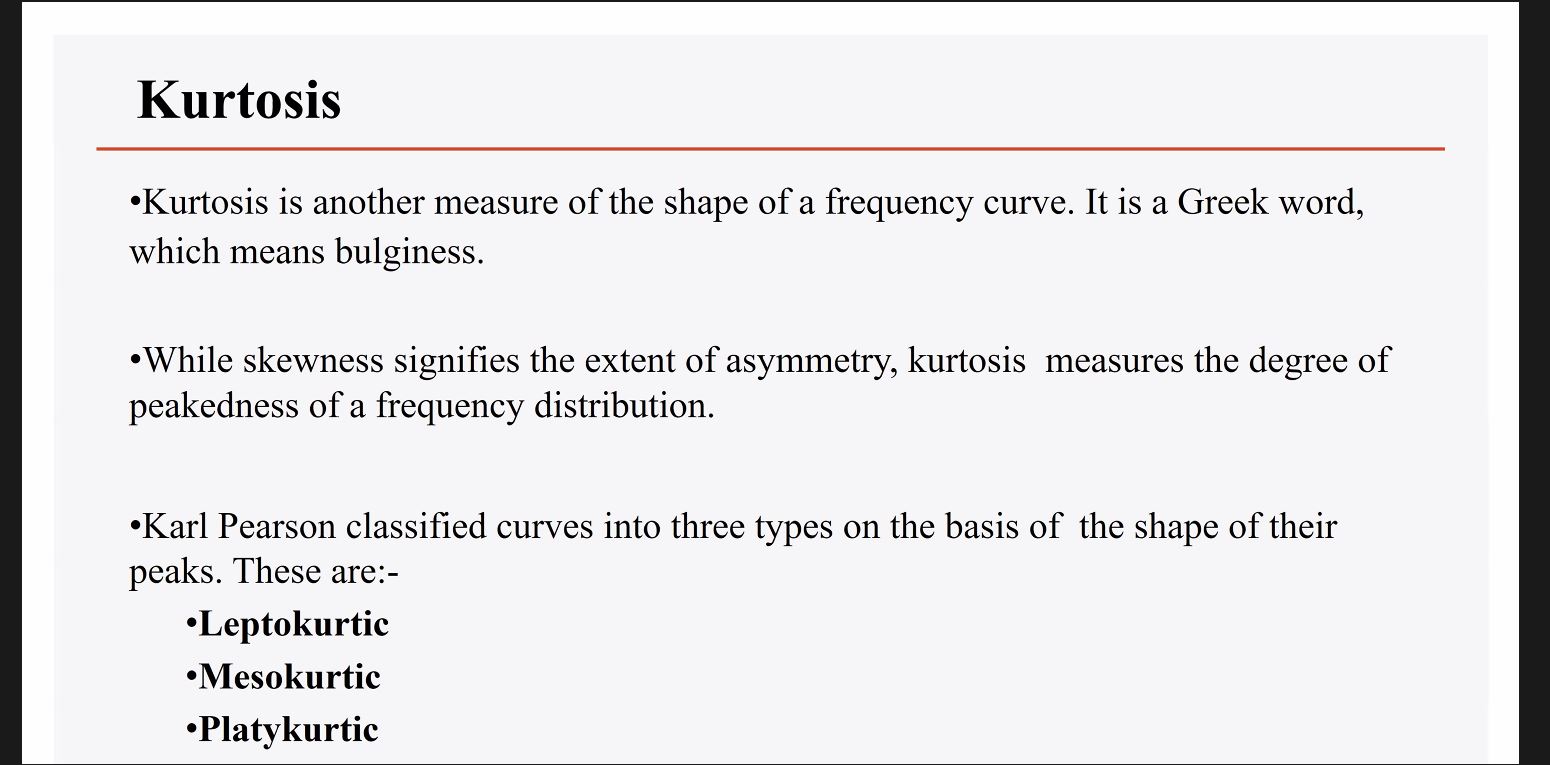 Kurtosis
•Kurtosis is another measure of the shape of a frequency curve. It is a Greek word,
which means bulginess.
•While skewness signifies the extent of asymmetry, kurtosis  measures the degree of
peakedness of a frequency distribution.
•Karl Pearson classified curves into three types on the basis of  the shape of their
peaks. These are:-
•Leptokurtic
•Mesokurtic
•Platykurtic